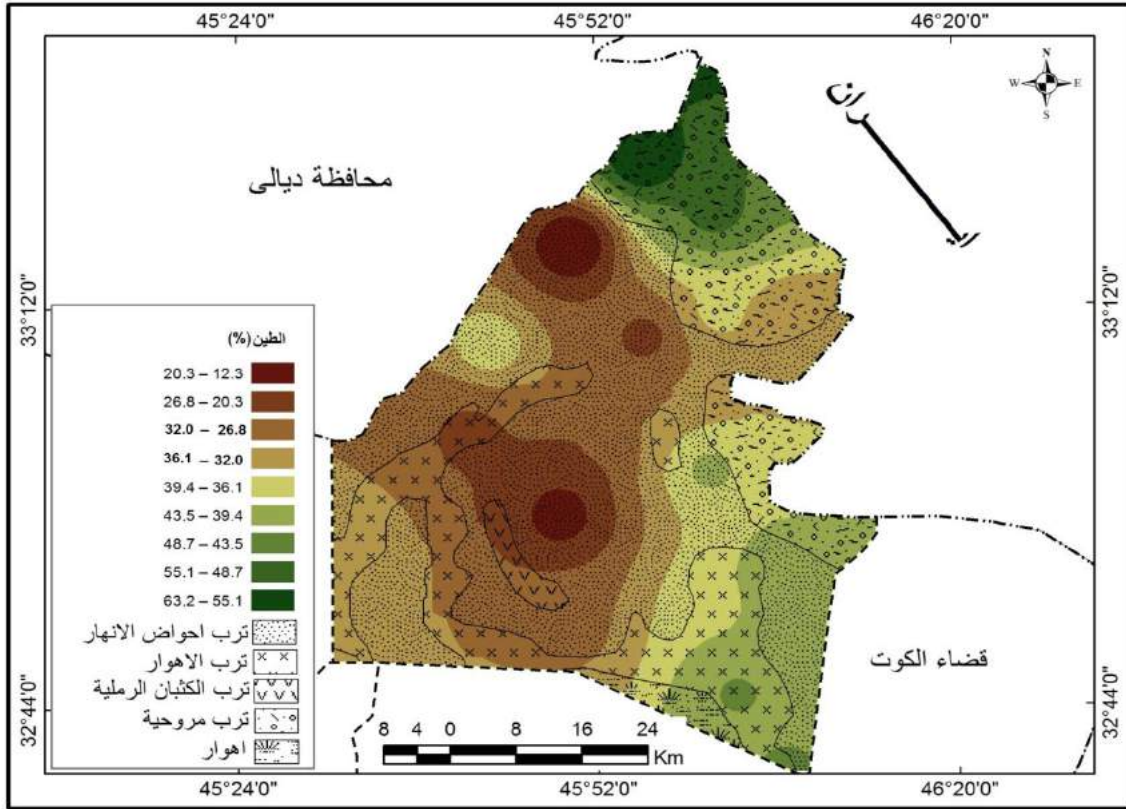 45°24'0" 45°52'0" 46°20'0"
N
W E
S
ايران
محافظة ديالى
33°12'0" 33°12'0"
الطين (%)
20.3 – 12.3
26.8 – 20.3
32.0 – 26.8
36.1 – 32.0
39.4 – 36.1
43.5 – 39.4
48.7 – 43.5
55.1 – 48.7
63.2 – 55.1
ترب احواض الانهار
ترب الاهوار
ترب الكثبان الرملية
ترب مروحية
اهوار
قضاء الكوت
32°44'0" 32°44'0"
8 4 0 8 16 24
Km
45°24'0" 45°52'0" 46°20'0"